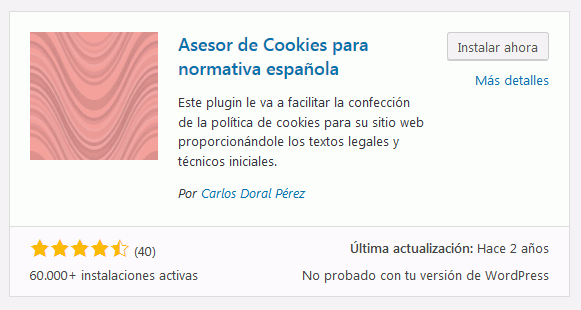 Asesor de Cookies para
normativa española
Instalar ahora
Más detalles
Este plugin le va a facilitar la confección
de la política de cookies para su sitio web
proporcionándole los textos legales y
técnicos iniciales.
Por Carlos Doral Pérez
(40)
Última actualización: Hace 2 años
60.000+ instalaciones activas
No probado con tu versión de WordPress